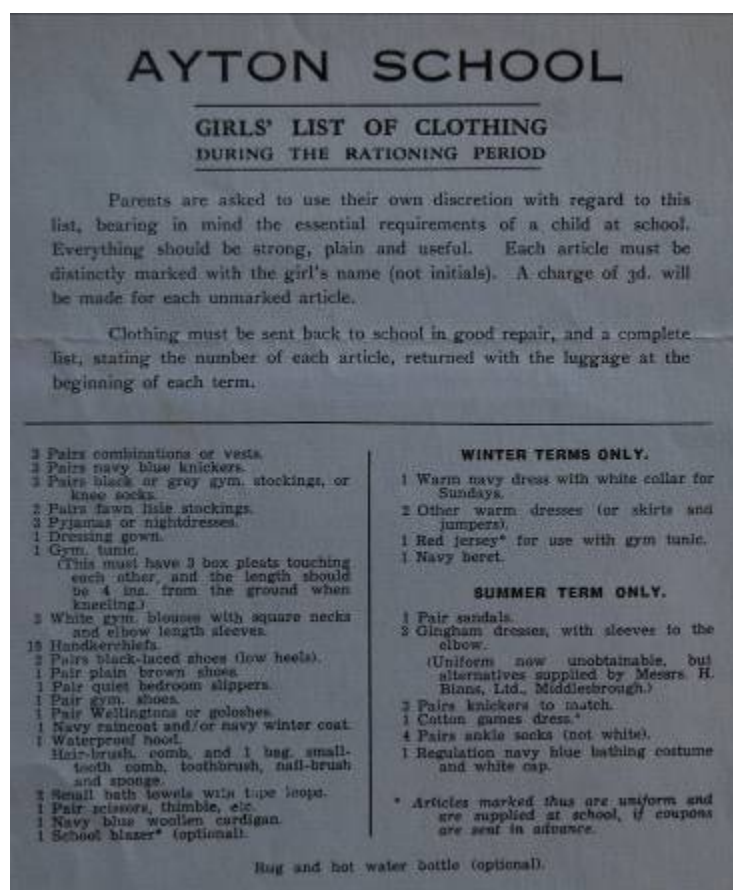 AYTON SCHOOL
GIRLS' LIST OF CLOTHING
DURING THE RATIONING PERIOD
Parents are asked to use their own discretion with regard to this
list, bearing in mind the essential requirements of a child at school.
Everything should be strong, plain and useful. Each article must be
distinctly marked with the girl's name (not initials). A charge of 3d. will
be made for each unmarked article.
Clothing must be sent back to school in good repair, and a complete
list, stating the number of each article, returned with the luggage at the
beginning of each term.
3 Pairs combinations or vests.
3 Pairs navy blue knickers.
3 Pairs black or grey gym. stockings, or
knee socks.
2 Pairs fawn lisle stockings.
3 Pyjamas or nightdresses.
1 Dressing gown.
1 Gym. tunic.
(This must have 3 box pleats touching
each other, and the length should
be 4 ins. from the ground when
kneeling.)
3 White gym. blouses with square necks
and elbow length sleeves.
Handkerchiefs.
2 Pairs black-laced shoes (low heels).
1 Pair plain brown shoes.
1 Pair quiet bedroom slippers.
1 Pair gym. shoes.
1 Pair Wellingtons or goloshes.
1 Navy raincoat and/or navy winter coat.
1 Waterproof hood.
Hair-brush, comb, and 1 bag, small-
tooth comb, toothbrush, nail-brush
and sponge.
Small bath towels with tape loops.
1 Pair scissors, thimble, etc.
1 Navy blue woollen cardigan.
1 School blazer* (optional).
WINTER TERMS ONLY.
1 Warm navy dress with white collar for
Sundays.
2 Other warm dresses (or skirts and
jumpers).
1 Red jersey* for use with gym tunic.
1 Navy beret.
SUMMER TERM ONLY.
1 Pair sandals.
3 Gingham dresses, with sleeves to the
elbow.
(Uniform now unobtainable, but
alternatives supplied by Messrs. H.
Binns, Ltd., Middlesbrough.)
3 Pairs knickers to match.
1 Cotton games dress.*
4 Pairs ankle socks (not white).
1 Regulation navy blue bathing costume
and white cap.
* Articles marked thus are uniform and
are supplied at school, if coupons
are sent in advance.
Rug and hot water bottle (optional).